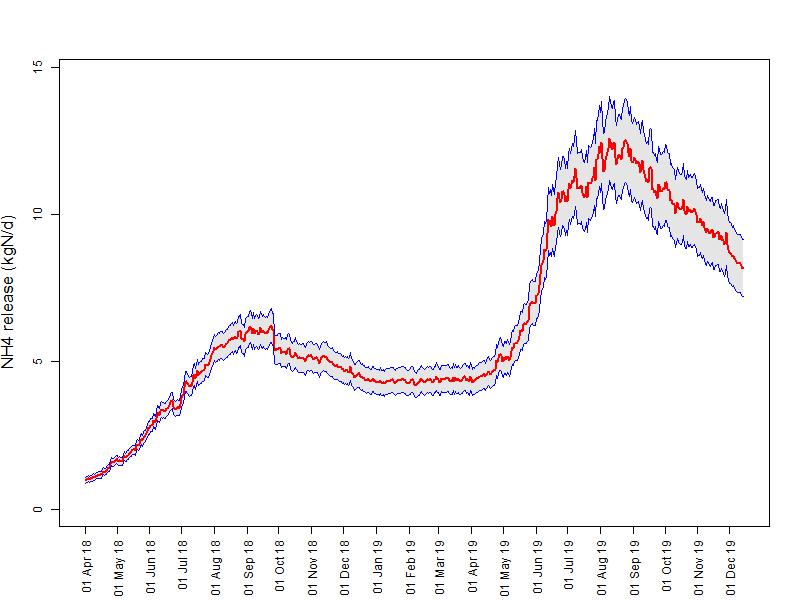 15
10
5
0
NH4 release (kgN/d)
01 Apr 18
01 May 18
01 Jun 18
01 Jul 18
01 Aug 18
01 Sep 18
01 Oct 18
01 Nov 18
01 Dec 18
01 Jan 19
01 Feb 19
01 Mar 19
01 Apr 19
01 May 19
01 Jun 19
01 Jul 19
01 Aug 19
01 Sep 19
01 Oct 19
01 Nov 19
01 Dec 19